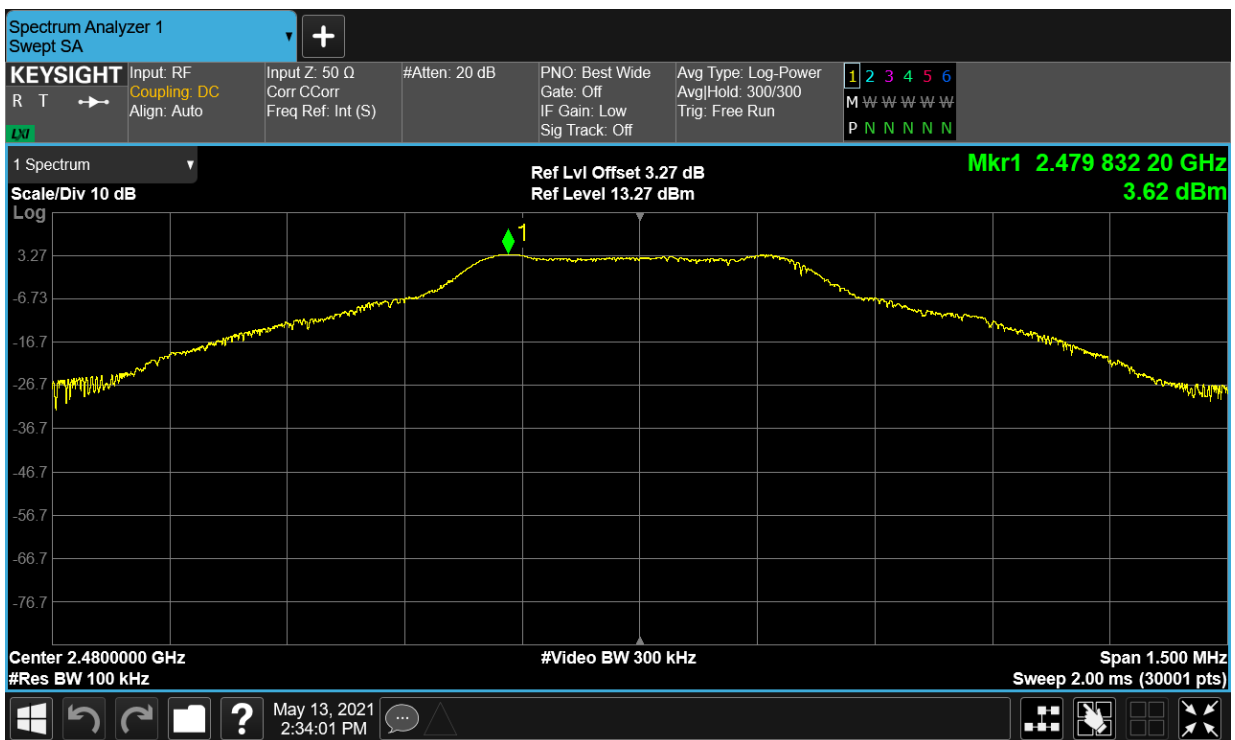 Spectrum Analyzer 1
Swept SA
KEYSIGHT
R T
LXI
Input: RF
Coupling: DC
Align: Auto
Input Z: 50 Ω
Corr CCorr
Freq Ref: Int (S)
#Atten: 20 dB
PNO: Best Wide
Gate: Off
IF Gain: Low
Sig Track: Off
Avg Type: Log-Power
Avg|Hold: 300/300
Trig: Free Run
1 2 3 4 5 6
M W W W W W
P N N N N N
1 Spectrum
Scale/Div 10 dB
Log
Ref Lvl Offset 3.27 dB
Ref Level 13.27 dBm
Mkr1 2.479 832 20 GHz
3.62 dBm
1
3.27
-6.73
-16.7
-26.7
-36.7
-46.7
-56.7
-66.7
-76.7
Center 2.4800000 GHz
#Res BW 100 kHz
#Video BW 300 kHz
Span 1.500 MHz
Sweep 2.00 ms (30001 pts)
?
May 13, 2021
2:34:01 PM